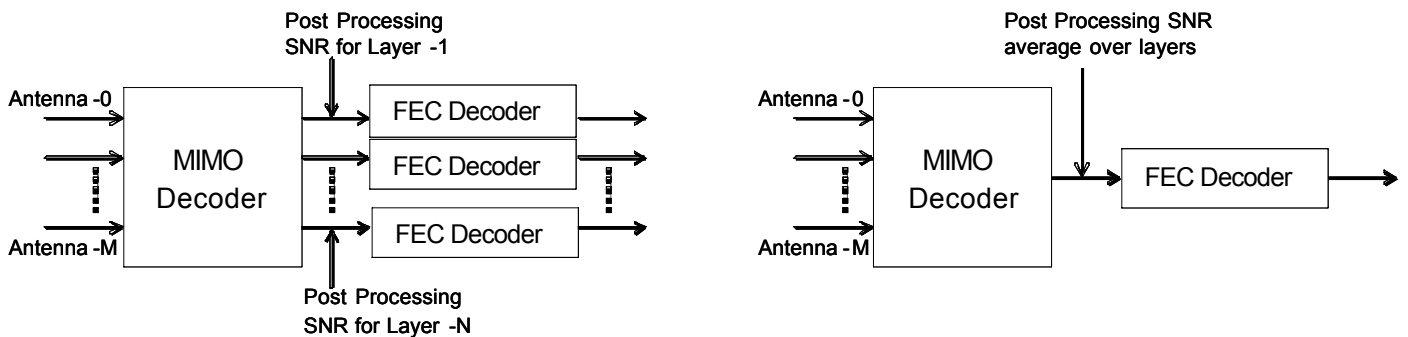 Post Processing
SNR for Layer -1
Antenna -0
Antenna -M
MIMO
Decoder
FEC Decoder
FEC Decoder
FEC Decoder
Post Processing
SNR for Layer -N
Post Processing SNR
average over layers
Antenna -0
Antenna -M
MIMO
Decoder
FEC Decoder